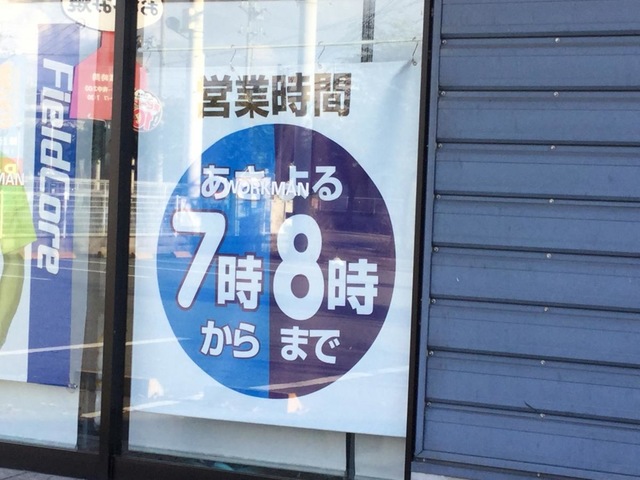 営業時間
あさ よる
WORKMAN
7時 8時
から まで
FieldCore